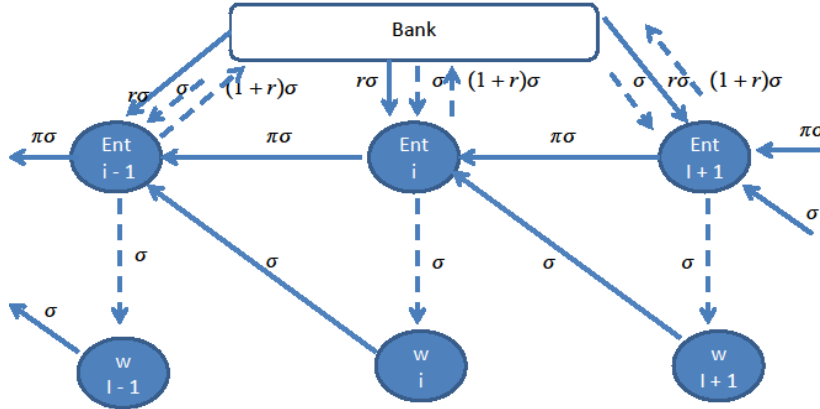 Bank
rσ σ (1 + r)σ rσ σ (1 + r)σ σ rσ (1 + r)σ
πσ Ent πσ Ent πσ Ent πσ
i - 1 i I + 1
σ
σ σ σ σ σ
σ
w w w
I - 1 i I + 1